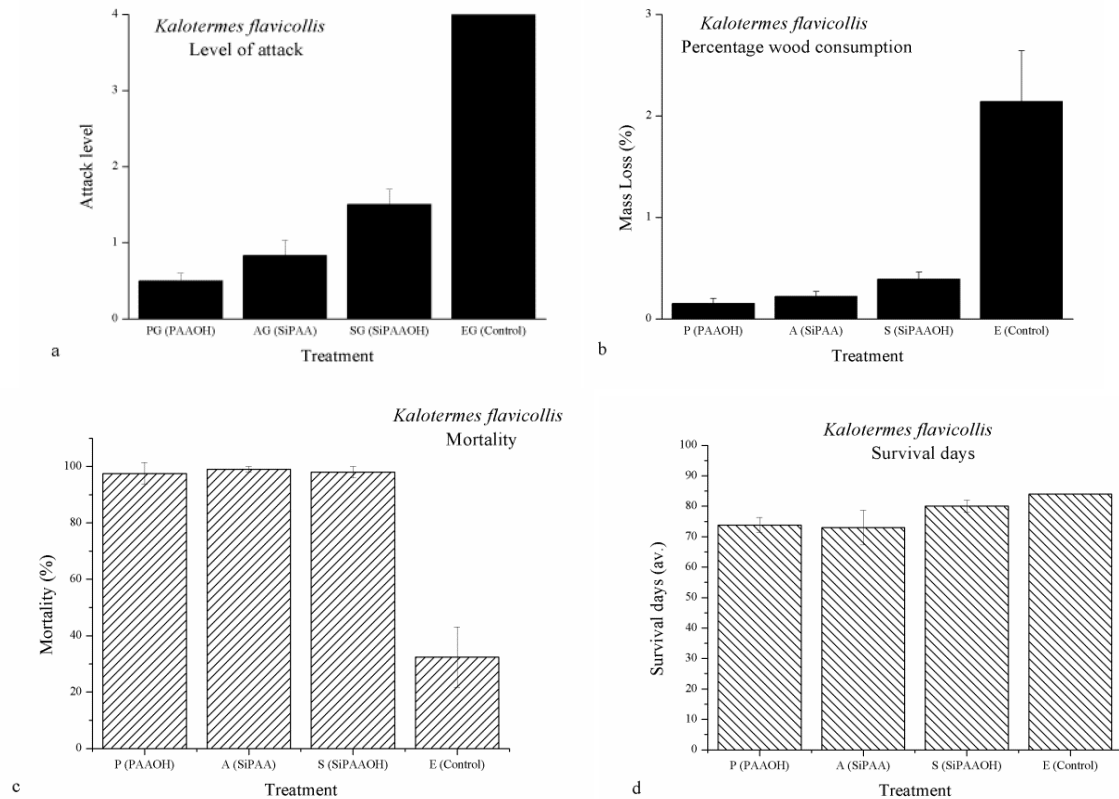 Kalotermes flavicollis
Level of attack
4
3
2
1
0
Attack level
PG (PAAOH) AG (SiPAA) SG (SiPAAOH) EG (Control)
Treatment
a
Kalotermes flavicollis
Percentage wood consumption
3
2
1
0
Mass Loss (%)
P (PAAOH) A (SiPAA) S (SiPAAOH) E (Control)
Treatment
b
Kalotermes flavicollis
Mortality
100
80
60
40
20
0
Mortality (%)
P (PAAOH) A (SiPAA) S (SiPAAOH) E (Control)
Treatment
c
Kalotermes flavicollis
Survival days
100
90
80
70
60
50
40
30
20
10
0
Survival days (av.)
P (PAAOH) A (SiPAA) S (SiPAAOH) E (Control)
Treatment
d